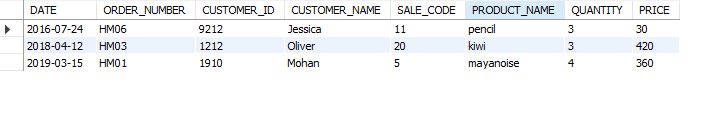 DATE ORDER_NUMBER CUSTOMER_ID CUSTOMER_NAME SALE_CODE PRODUCT_NAME QUANTITY PRICE
2016-07-24 HM06 9212 Jessica 11 pencil 3 30
2018-04-12 HM03 1212 Oliver 20 kiwi 3 420
2019-03-15 HM01 1910 Mohan 5 mayanoise 4 360